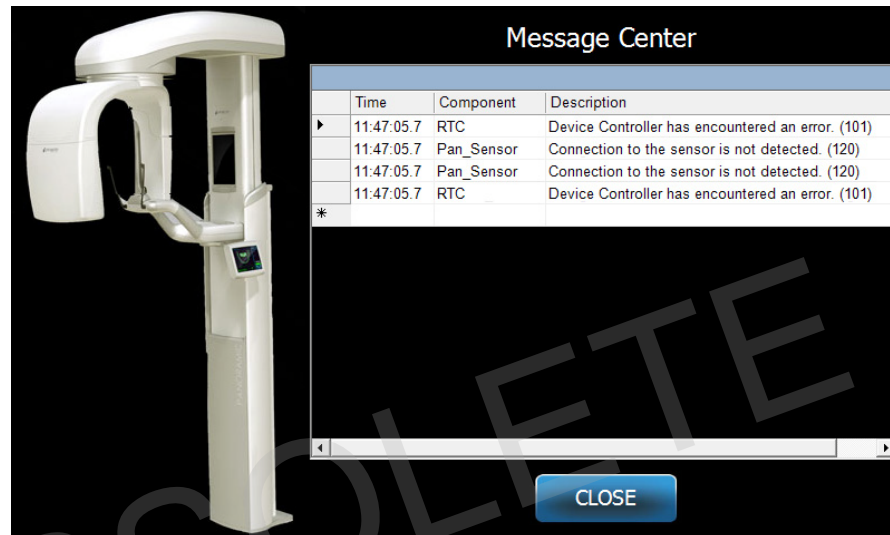 Message Center
Time Component Description
11:47:05.7 RTC Device Controller has encountered an error. (101)
11:47:05.7 Pan_Sensor Connection to the sensor is not detected. (120)
11:47:05.7 Pan_Sensor Connection to the sensor is not detected. (120)
11:47:05.7 RTC Device Controller has encountered an error. (101)
CLOSE
PANORAMIC